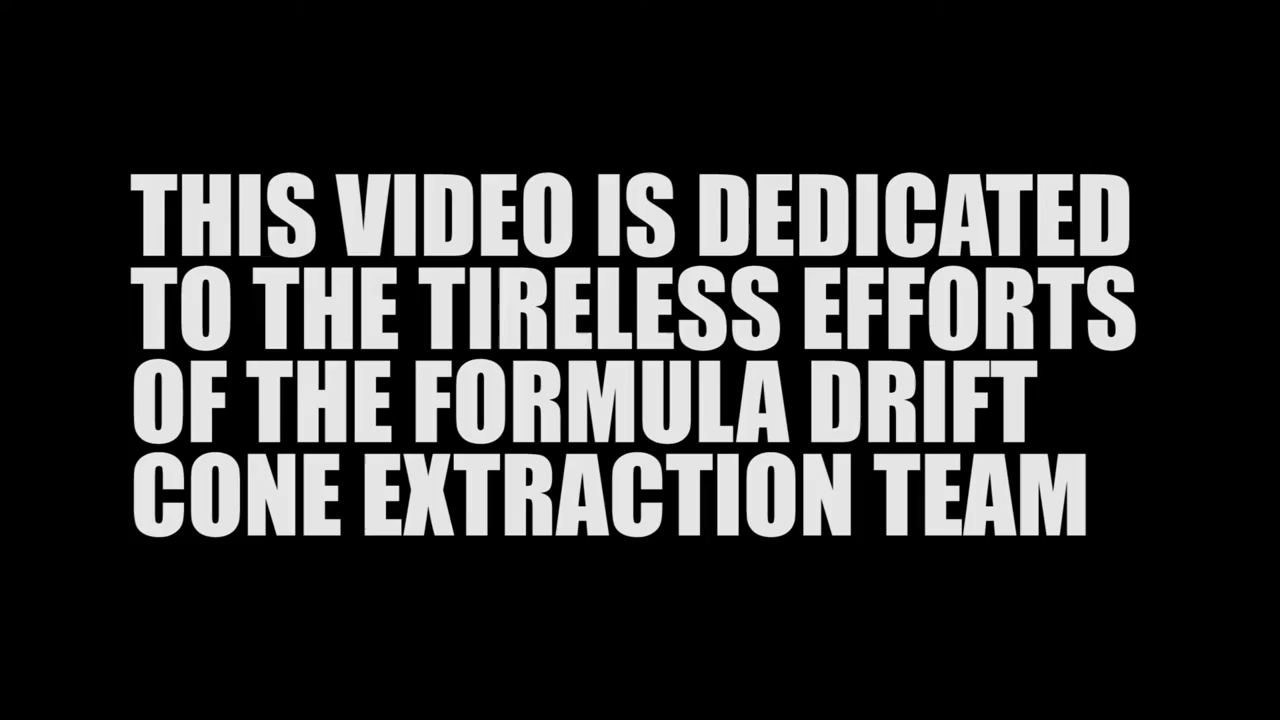 THIS VIDEO IS DEDICATED
TO THE TIRELESS EFFORTS
OF THE FORMULA DRIFT
CONE EXTRACTION TEAM